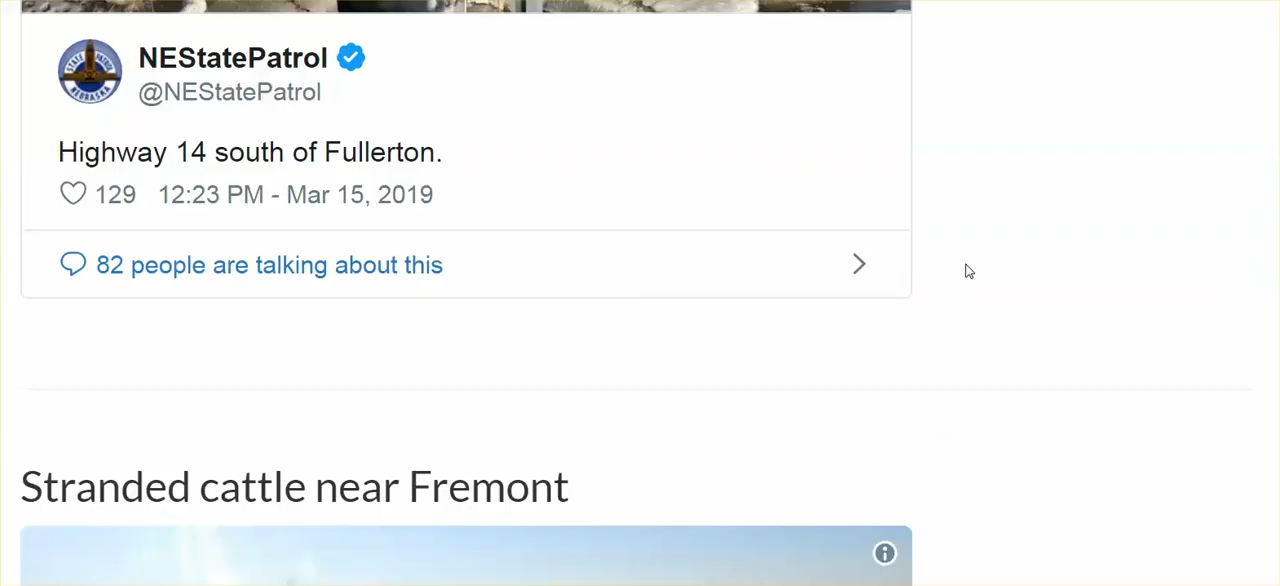 NEStatePatrol
@NEStatePatrol
Highway 14 south of Fullerton.
129 12:23 PM - Mar 15, 2019
82 people are talking about this
Stranded cattle near Fremont